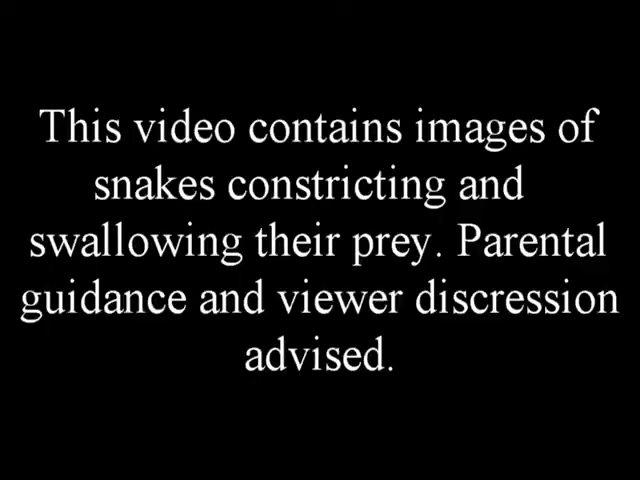 This video contains images of
snakes constricting and
swallowing their prey. Parental
guidance and viewer discression
advised.